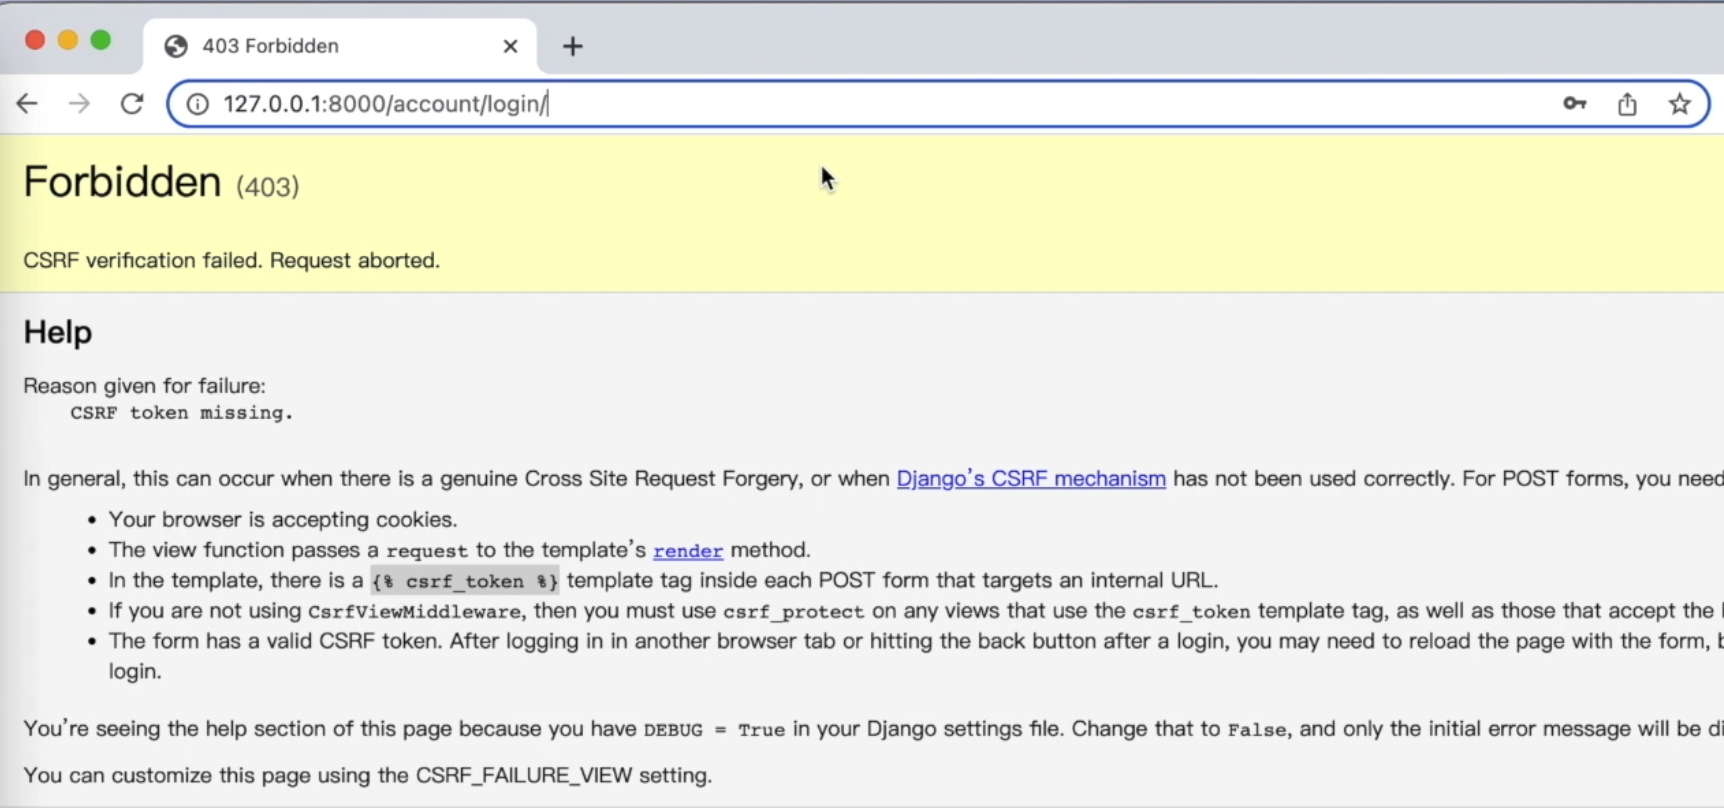 403 Forbidden
127.0.0.1:8000/account/login/
Forbidden (403)
CSRF verification failed. Request aborted.
Help
Reason given for failure:
CSRF token missing.
In general, this can occur when there is a genuine Cross Site Request Forgery, or when Django's CSRF mechanism has not been used correctly. For POST forms, you need
• Your browser is accepting cookies.
• The view function passes a request to the template's render method.
• In the template, there is a {% csrf_token %} template tag inside each POST form that targets an internal URL.
• If you are not using CsrfViewMiddleware, then you must use csrf_protect on any views that use the csrf_token template tag, as well as those that accept the
• The form has a valid CSRF token. After logging in in another browser tab or hitting the back button after a login, you may need to reload the page with the form,
login.
You're seeing the help section of this page because you have DEBUG = True in your Django settings file. Change that to False, and only the initial error message will be
You can customize this page using the CSRF_FAILURE_VIEW setting.